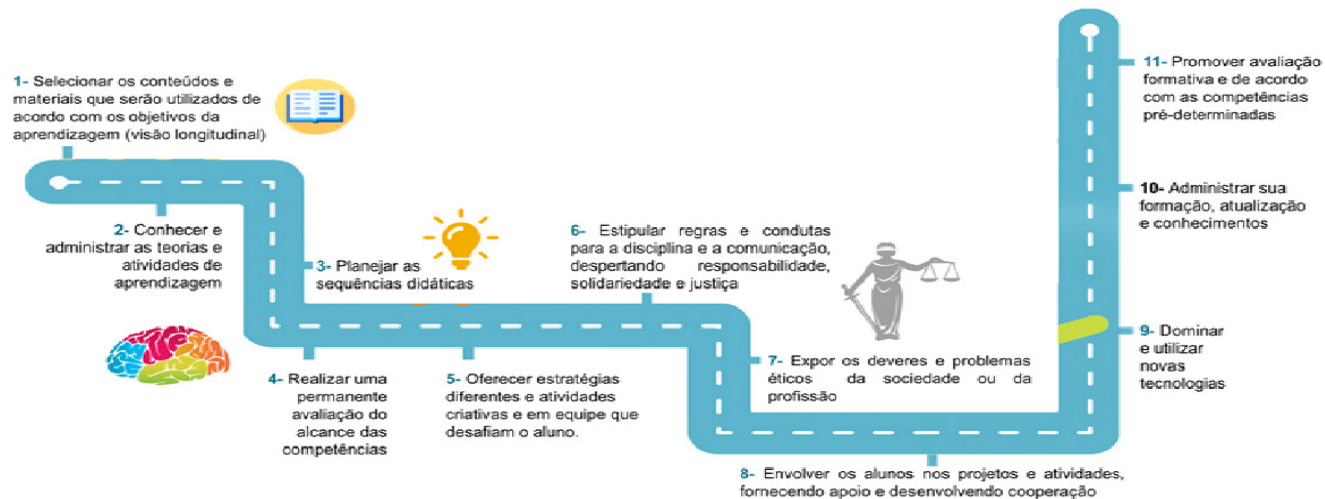 1- Selecionar os conteúdos e
materiais que serão utilizados de
acordo com os objetivos da
aprendizagem (visão longitudinal)
2- Conhecer e
administrar as teorias e
atividades de
aprendizagem
3- Planejar as
sequências didáticas
4- Realizar uma
permanente
avaliação do
alcance das
competências
5- Oferecer estratégias
diferentes e atividades
criativas e em equipe que
desafiam o aluno.
6- Estipular regras e condutas
para a disciplina e a comunicação,
despertando responsabilidade,
solidariedade e justiça
7- Expor os deveres e problemas
éticos da sociedade ou da
profissão
8- Envolver os alunos nos projetos e atividades,
fornecendo apoio e desenvolvendo cooperação
9- Dominar
e utilizar
novas
tecnologias
10- Administrar sua
formação, atualização
e conhecimentos
11- Promover avaliação
formativa e de acordo
com as competências
pré-determinadas